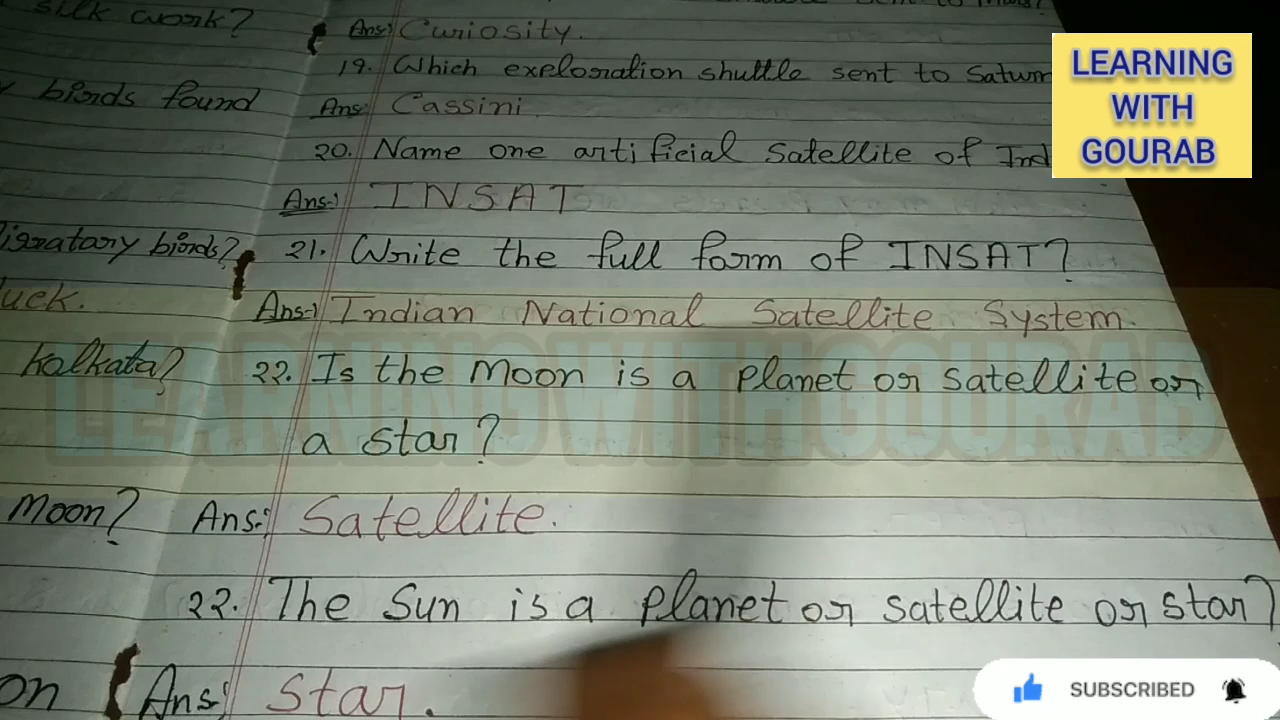 silk work?
y birds found
igratary birds?
uck.
kolkata?
Moon?
on
Ans:) Curiosity.
19. Which exploration shuttle sent to Saturn
Ans:) Cassini.
20. Name one artificial satellite of Ind
Ans:) INSAT
21. Write the full form of INSAT?
Ans:) Indian National Satellite System.
22. Is the Moon is a planet or satellite or
a star?
Ans:) Satellite.
22. The Sun is a planet or satellite or star?
Ans:) Star.
LEARNING
WITH
GOURAB
LEARNINGWITHGOURAB
SUBSCRIBED